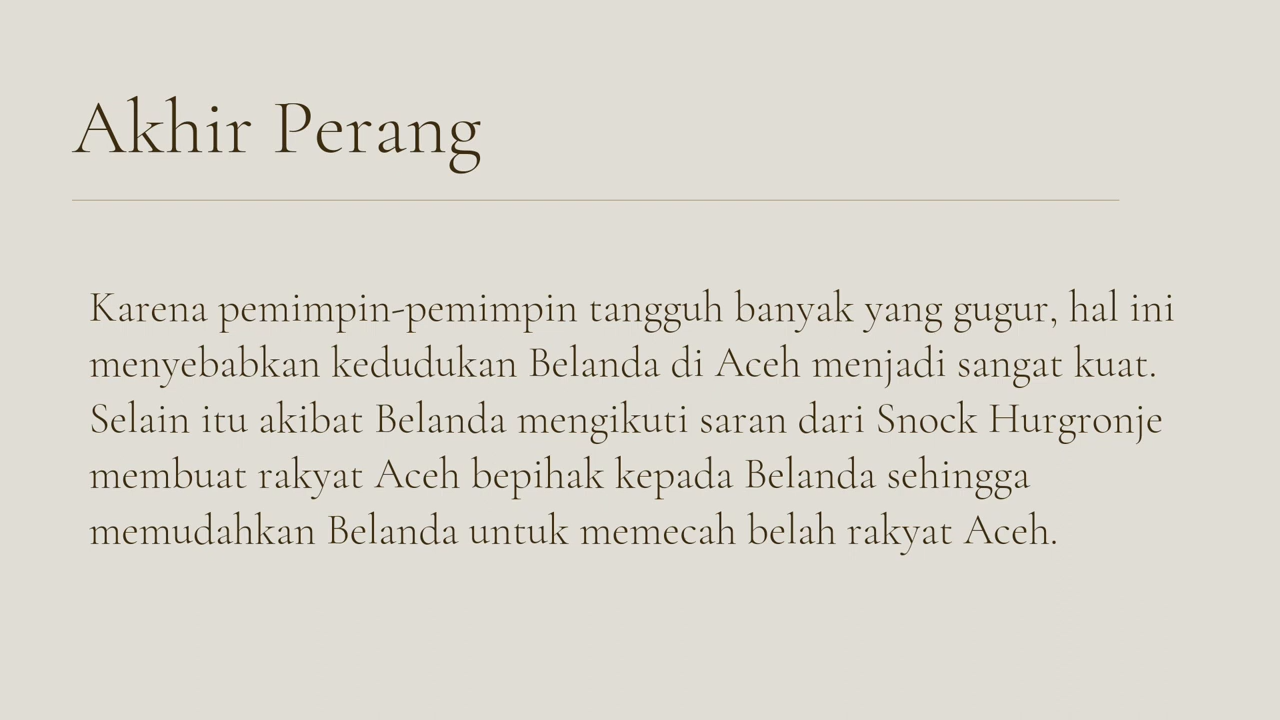 Akhir Perang
Karena pemimpin-pemimpin tangguh banyak yang gugur, hal ini
menyebabkan kedudukan Belanda di Aceh menjadi sangat kuat.
Selain itu akibat Belanda mengikuti saran dari Snock Hurgronje
membuat rakyat Aceh bepihak kepada Belanda sehingga
memudahkan Belanda untuk memecah belah rakyat Aceh.